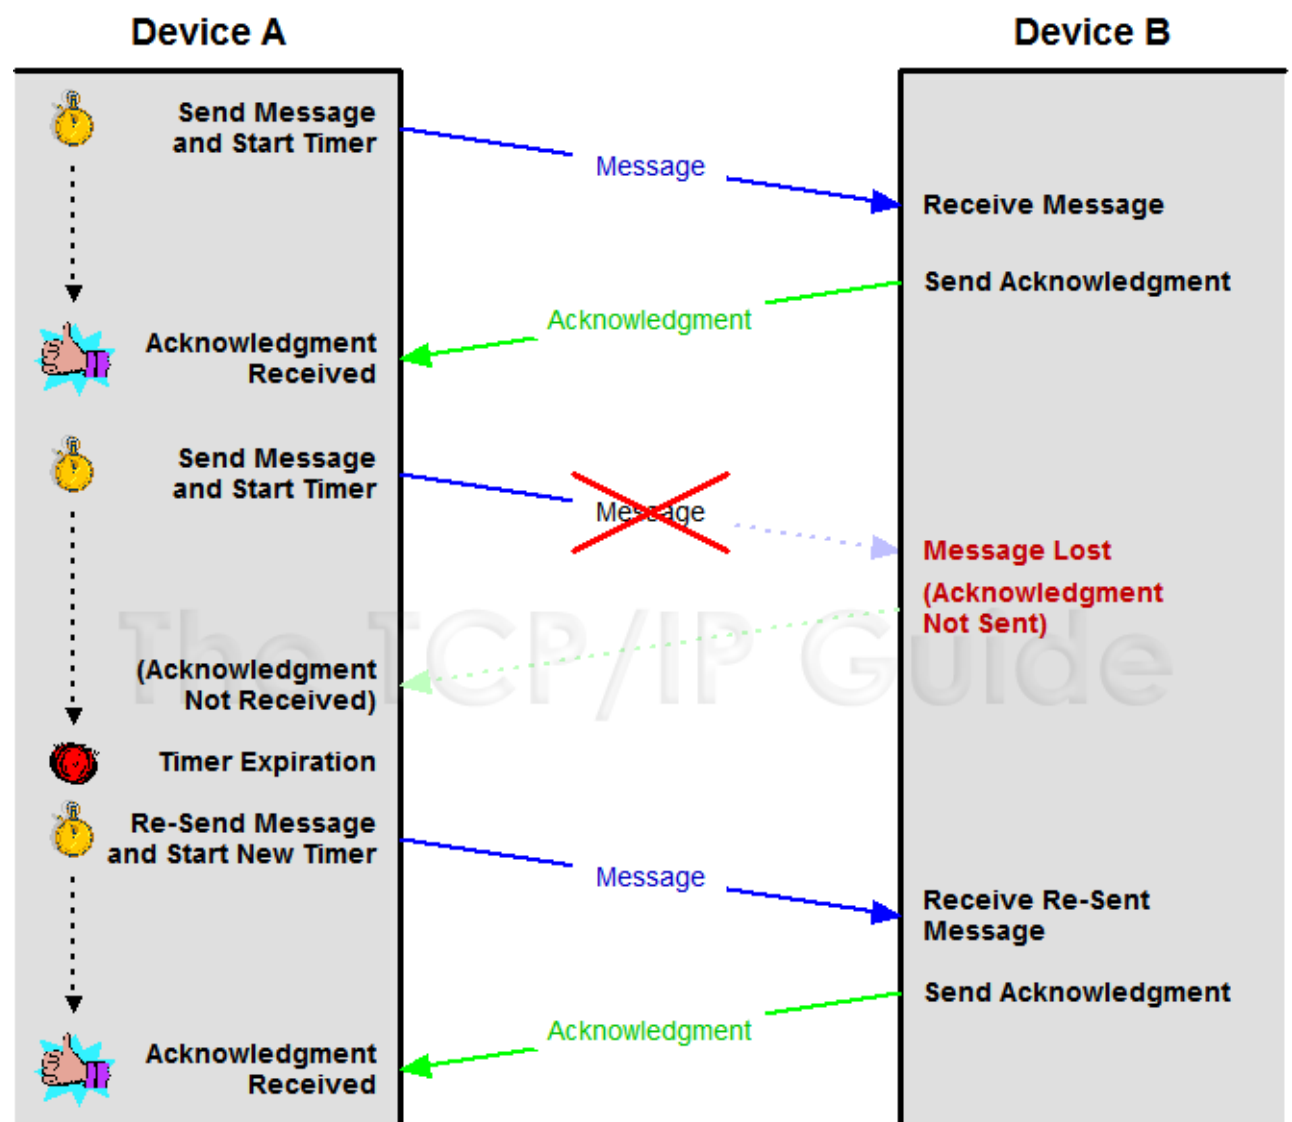 Device A
Device B
Send Message
and Start Timer
Message
Receive Message
Send Acknowledgment
Acknowledgment
Acknowledgment
Received
Send Message
and Start Timer
Message
Message Lost
(Acknowledgment
Not Sent)
The TCP/IP Guide
(Acknowledgment
Not Received)
Timer Expiration
Re-Send Message
and Start New Timer
Message
Receive Re-Sent
Message
Send Acknowledgment
Acknowledgment
Acknowledgment
Received